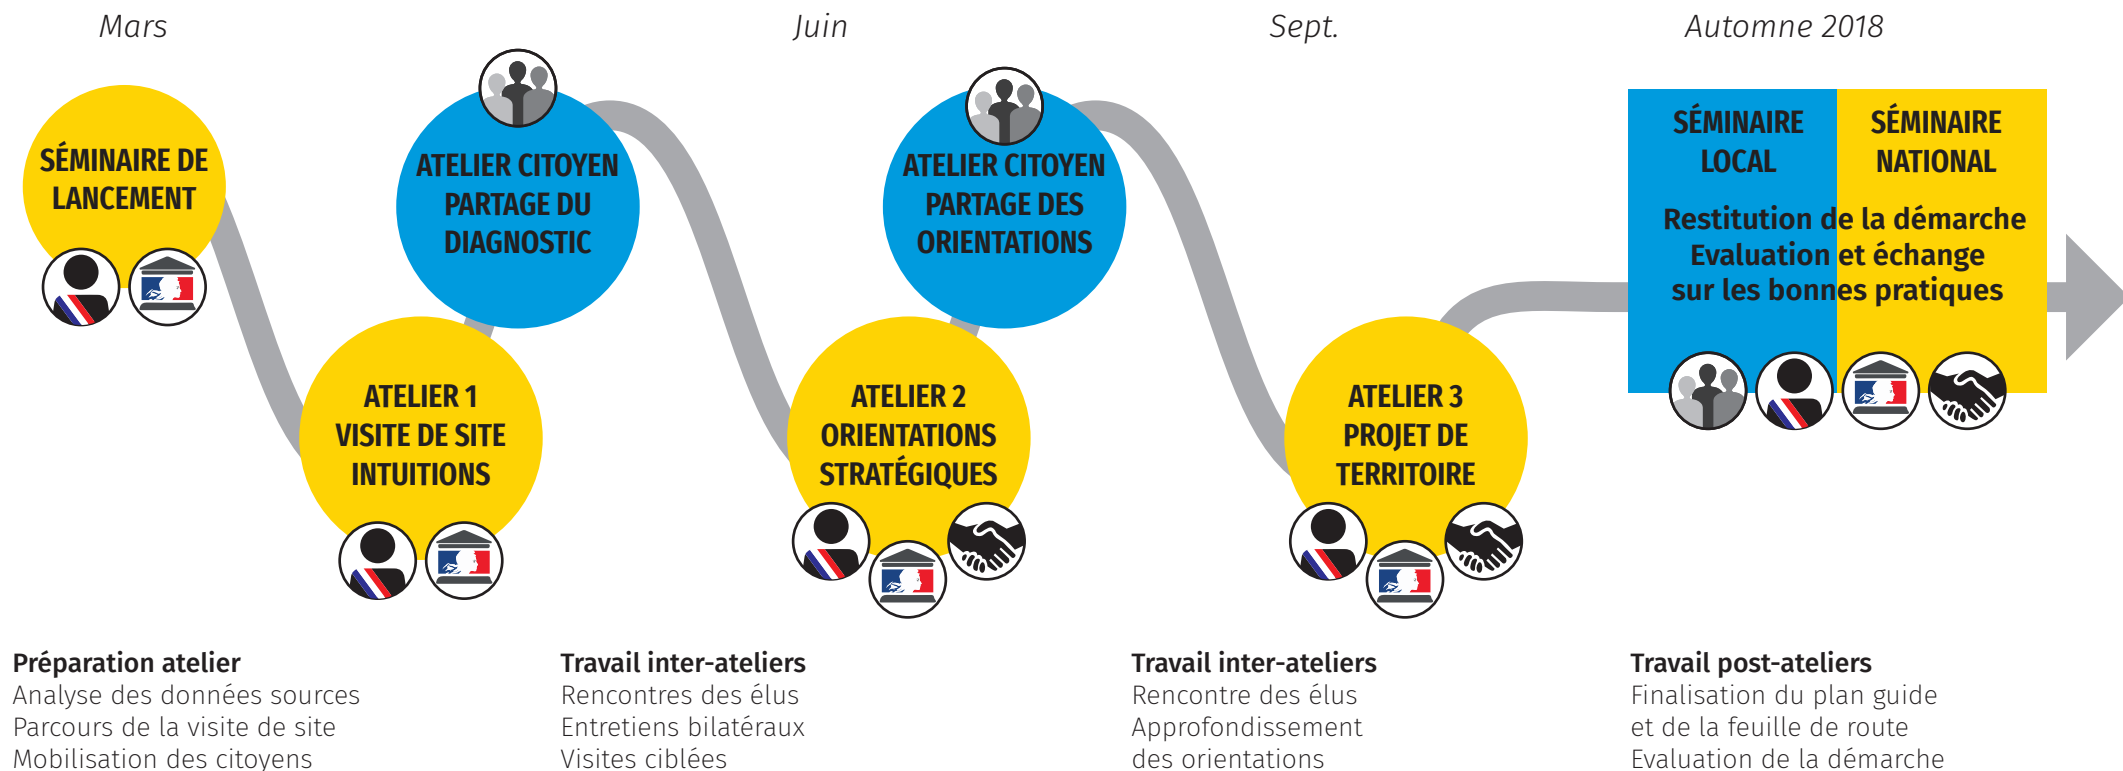 Mars
Juin
Sept.
Automne 2018
SÉMINAIRE DE
LANCEMENT
ATELIER 1
VISITE DE SITE
INTUITIONS
ATELIER CITOYEN
PARTAGE DU
DIAGNOSTIC
ATELIER 2
ORIENTATIONS
STRATÉGIQUES
ATELIER CITOYEN
PARTAGE DES
ORIENTATIONS
ATELIER 3
PROJET DE
TERRITOIRE
SÉMINAIRE
LOCAL
SÉMINAIRE
NATIONAL
Restitution de la démarche
Evaluation et échange
sur les bonnes pratiques
Préparation atelier
Analyse des données sources
Parcours de la visite de site
Mobilisation des citoyens
Travail inter-ateliers
Rencontres des élus
Entretiens bilatéraux
Visites ciblées
Travail inter-ateliers
Rencontre des élus
Approfondissement
des orientations
Travail post-ateliers
Finalisation du plan guide
et de la feuille de route
Evaluation de la démarche